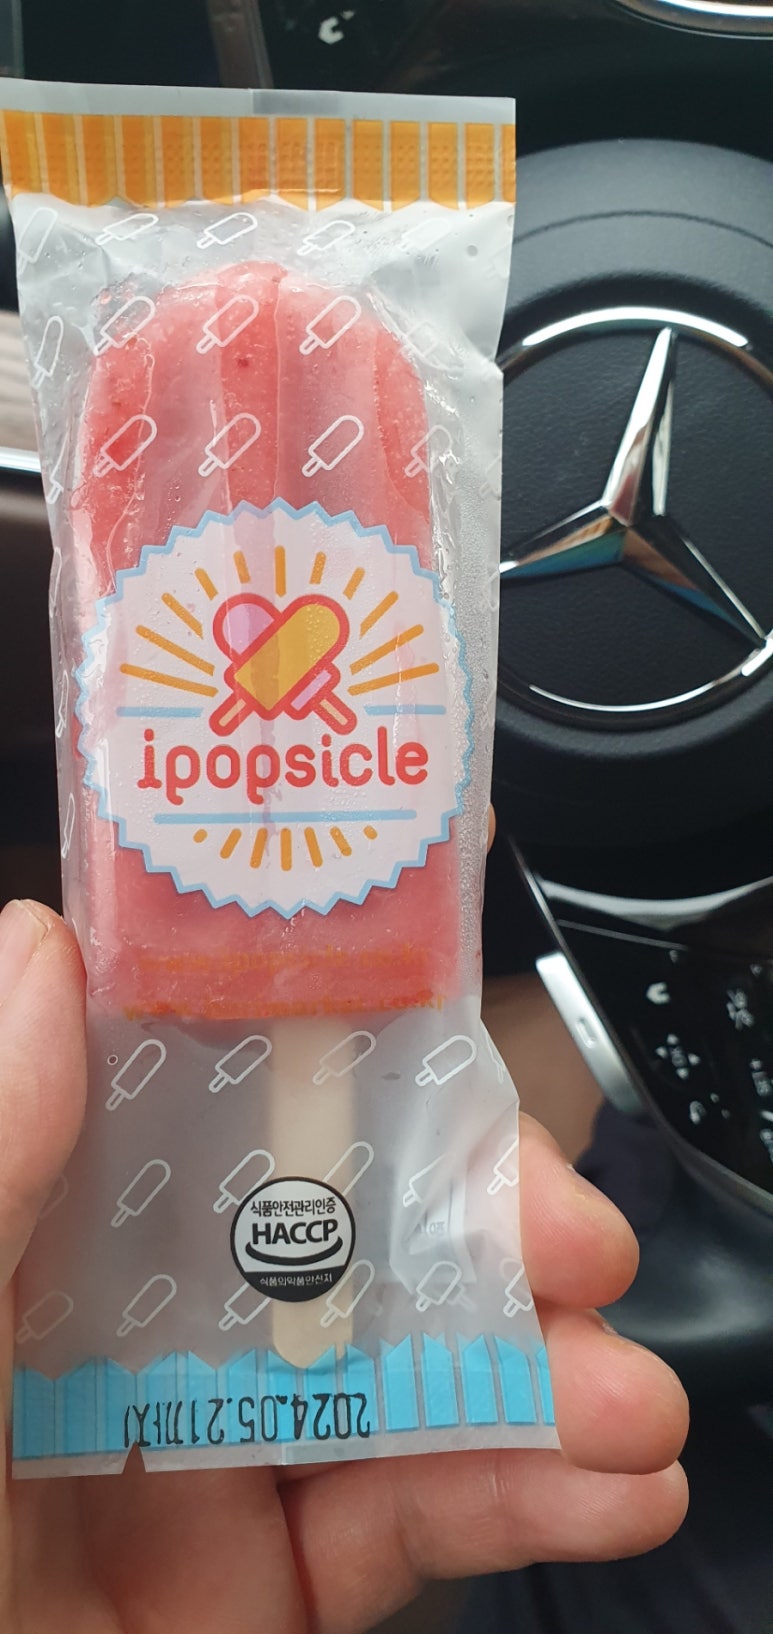 ipopsicle
식품안전관리인증
HACCP
식품의약품안전처
2024.05.21까지